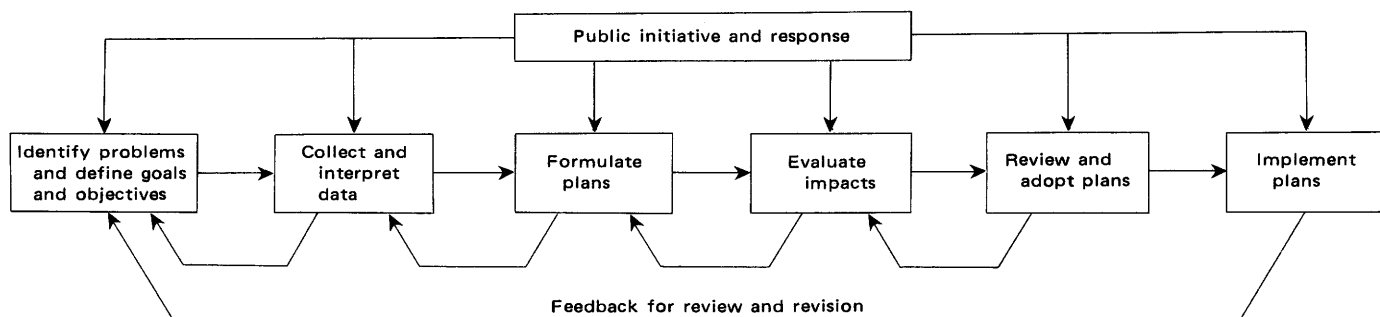 Public initiative and response
Identify problems
and define goals
and objectives
Collect and
interpret
data
Formulate
plans
Evaluate
impacts
Review and
adopt plans
Implement
plans
Feedback for review and revision